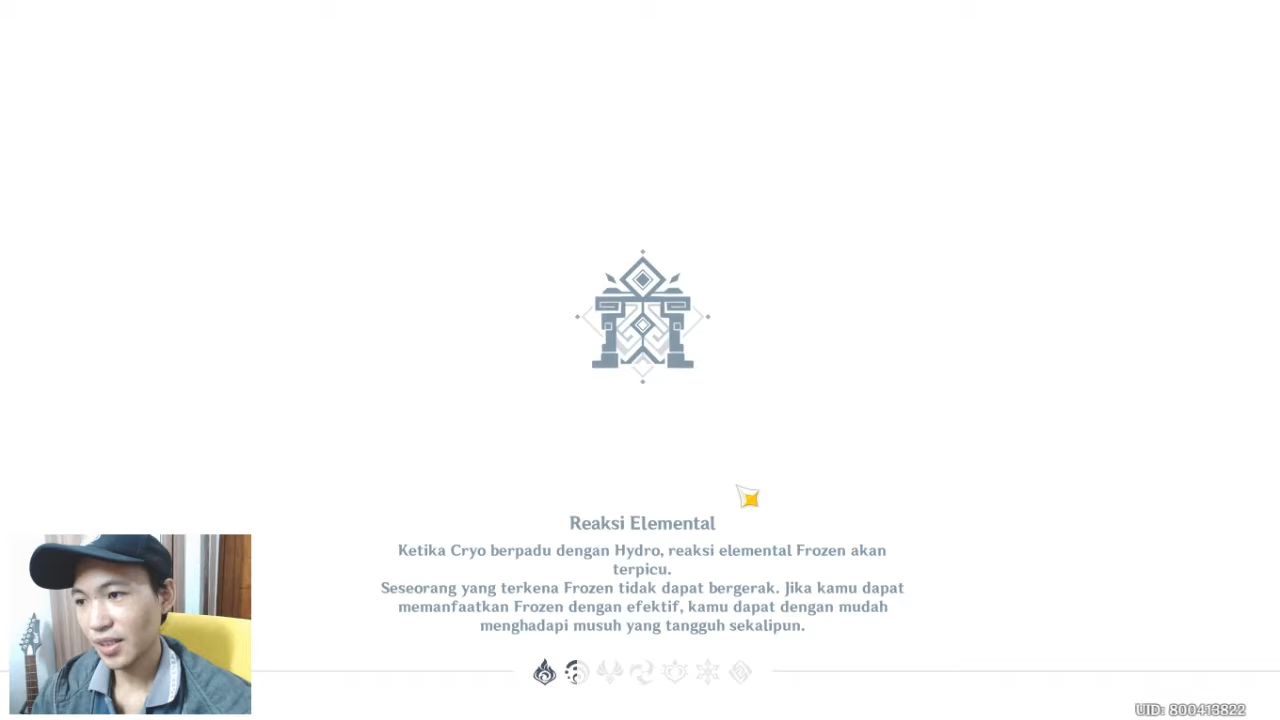 Reaksi Elemental
Ketika Cryo berpadu dengan Hydro, reaksi elemental Frozen akan
terpicu.
Seseorang yang terkena Frozen tidak dapat bergerak. Jika kamu dapat
memanfaatkan Frozen dengan efektif, kamu dapat dengan mudah
menghadapi musuh yang tangguh sekalipun.
UID: 800413822